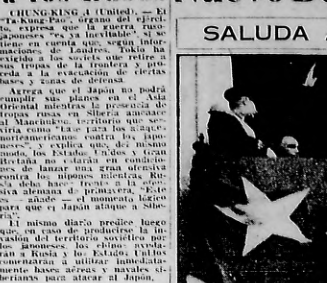 CHUNG-KING ,4 (United). — El
"Ta-Kung-Pao", órgano del ejérci-
to, expresa que la guerra ruso-
japonesa "es ya Inevitable", si se
tiene en cuenta que, según infor-
maciones de Londres, Tokio ha
exigido a los soviets que retire a
sus tropas de la frontera y pro-
ceda a la evacuación de ciertas
bases y zonas de defensa.
Agrega que el Japón no podrá
cumplir sus planes en el Asia
Oriental mientras la presencia de
tropas rusas en Siberia amenace
al Manchukuo, territorio que ser-
viría como "base para los ataques
norteamericanos contra los japo-
neses", y explica que, del mismo
modo, los Estados Unidos y Gran
Bretaña no estarán en condicio-
nes de lanzar una gran ofensiva
contra los nipones mientras Ru-
sia deba hacer frente a la ofen-
siva alemana de primavera. "Este
es — añade — el momento lógico
para que el Japón ataque a Sibe-
ria".
El mismo diario predice luego
que, en caso de producirse la in-
vasión del territorio soviético por
los japoneses, los chinos ayuda-
rán a Rusia y los Estados Unidos
comenzarán a utilizar inmediata-
mente bases aéreas y navales si-
berianas para atacar al Japón.
SALUDA